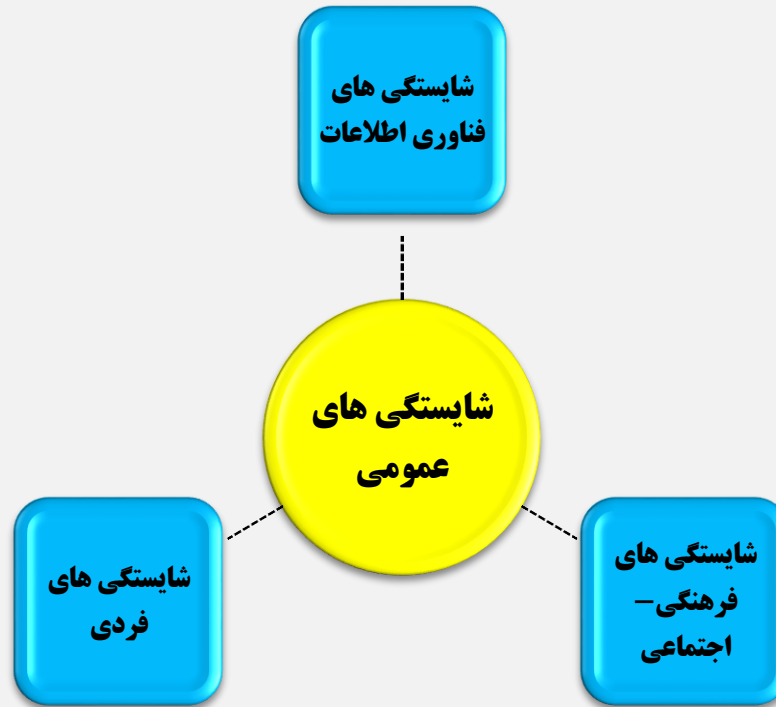 شایستگی های
فناوری اطلاعات
شایستگی های
عمومی
شایستگی های
فرهنگی–
اجتماعی
شایستگی های
فردی